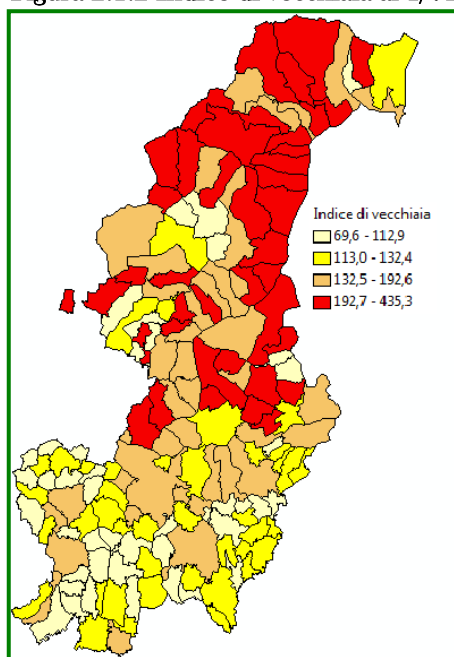 Indice di vecchiaia
69,6 - 112,9
113,0 - 132,4
132,5 - 192,6
192,7 - 435,3